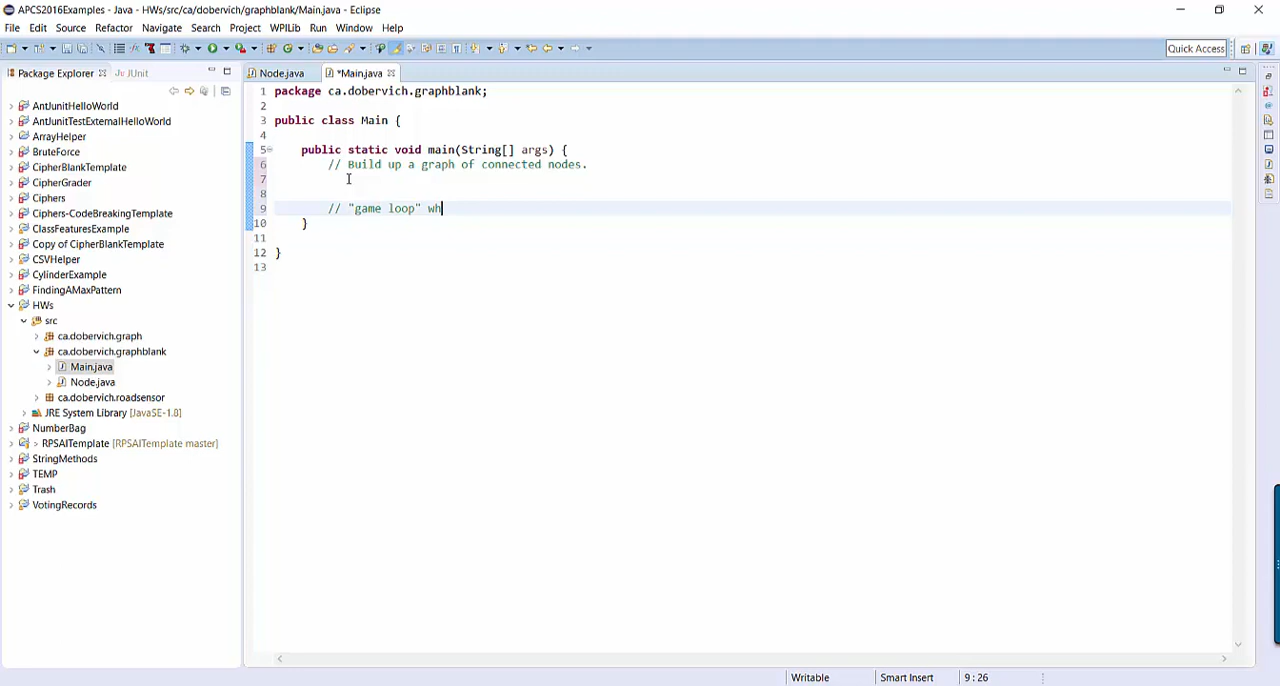 APCS2016Examples - Java - HWs/src/ca/dobervich/graphblank/Main.java - Eclipse
File Edit Source Refactor Navigate Search Project WPILib Run Window Help
Quick Access
Package Explorer JUnit
Node.java *Main.java
AntJunitHelloWorld
AntJunitTestExternalHelloWorld
ArrayHelper
BruteForce
CipherBlankTemplate
CipherGrader
Ciphers
Ciphers-CodeBreakingTemplate
ClassFeaturesExample
Copy of CipherBlankTemplate
CSVHelper
CylinderExample
FindingAMaxPattern
HWs
src
ca.dobervich.graph
ca.dobervich.graphblank
Main.java
Node.java
ca.dobervich.roadsensor
JRE System Library [JavaSE-1.8]
NumberBag
> RPSAITemplate [RPSAITemplate master]
StringMethods
TEMP
Trash
VotingRecords
1 package ca.dobervich.graphblank;
2
3 public class Main {
4
5 public static void main(String[] args) {
6 // Build up a graph of connected nodes.
7
8
9 // "game loop" wh
10 }
11
12 }
13
Writable Smart Insert 9 : 26